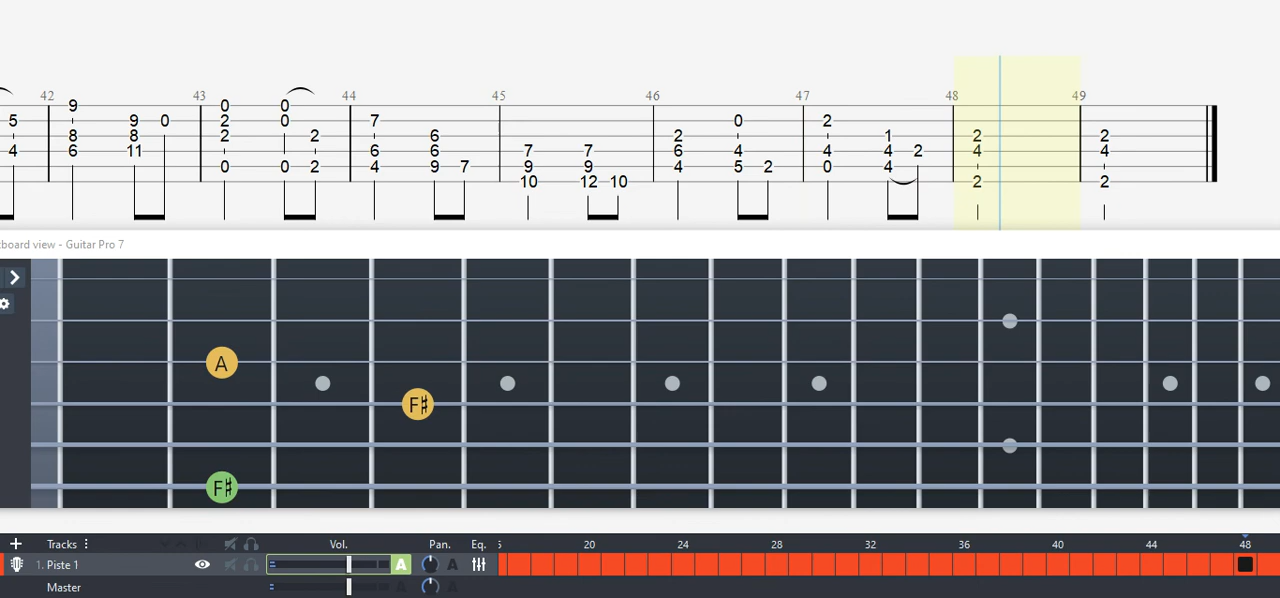 42 43 44 45 46 47 48 49
9 0 0 0
5 9 0 2 0 7 0 2
8 8 2 2 6 2 1 2 2
4 6 11 6 6 7 7 6 4 4 4 2 4 4
0 0 2 4 9 7 9 9 4 5 2 0 4
10 12 10 2 2
board view - Guitar Pro 7
A
F♯
F♯
+ Tracks Vol. Pan. Eq. 20 24 28 32 36 40 44 48
1. Piste 1 A A
Master A A